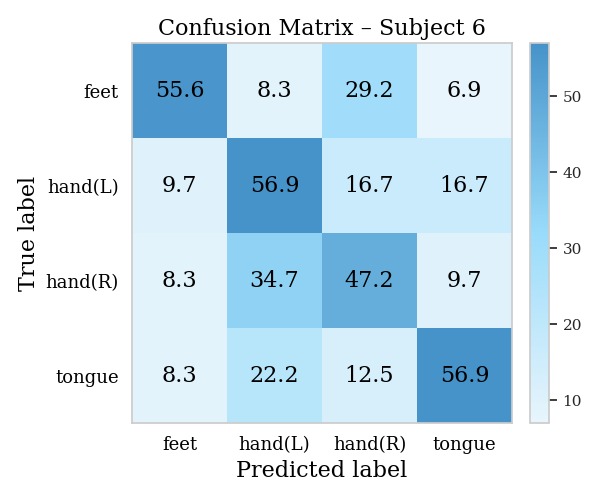 Confusion Matrix – Subject 6
feet 55.6 8.3 29.2 6.9
hand(L) 9.7 56.9 16.7 16.7
hand(R) 8.3 34.7 47.2 9.7
tongue 8.3 22.2 12.5 56.9
feet hand(L) hand(R) tongue
Predicted label
True label
50
40
30
20
10